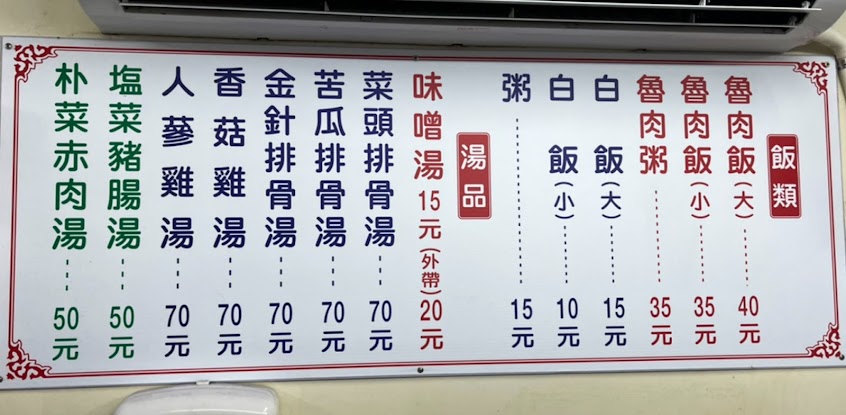 飯類
魯肉飯(大)40元
魯肉飯(小)35元
魯肉粥35元
白飯(大)15元
白飯(小)10元
粥15元
湯品
味噌湯15元(外帶)20元
菜頭排骨湯70元
苦瓜排骨湯70元
金針排骨湯70元
香菇雞湯70元
人蔘雞湯70元
塩菜豬腸湯50元
朴菜赤肉湯50元